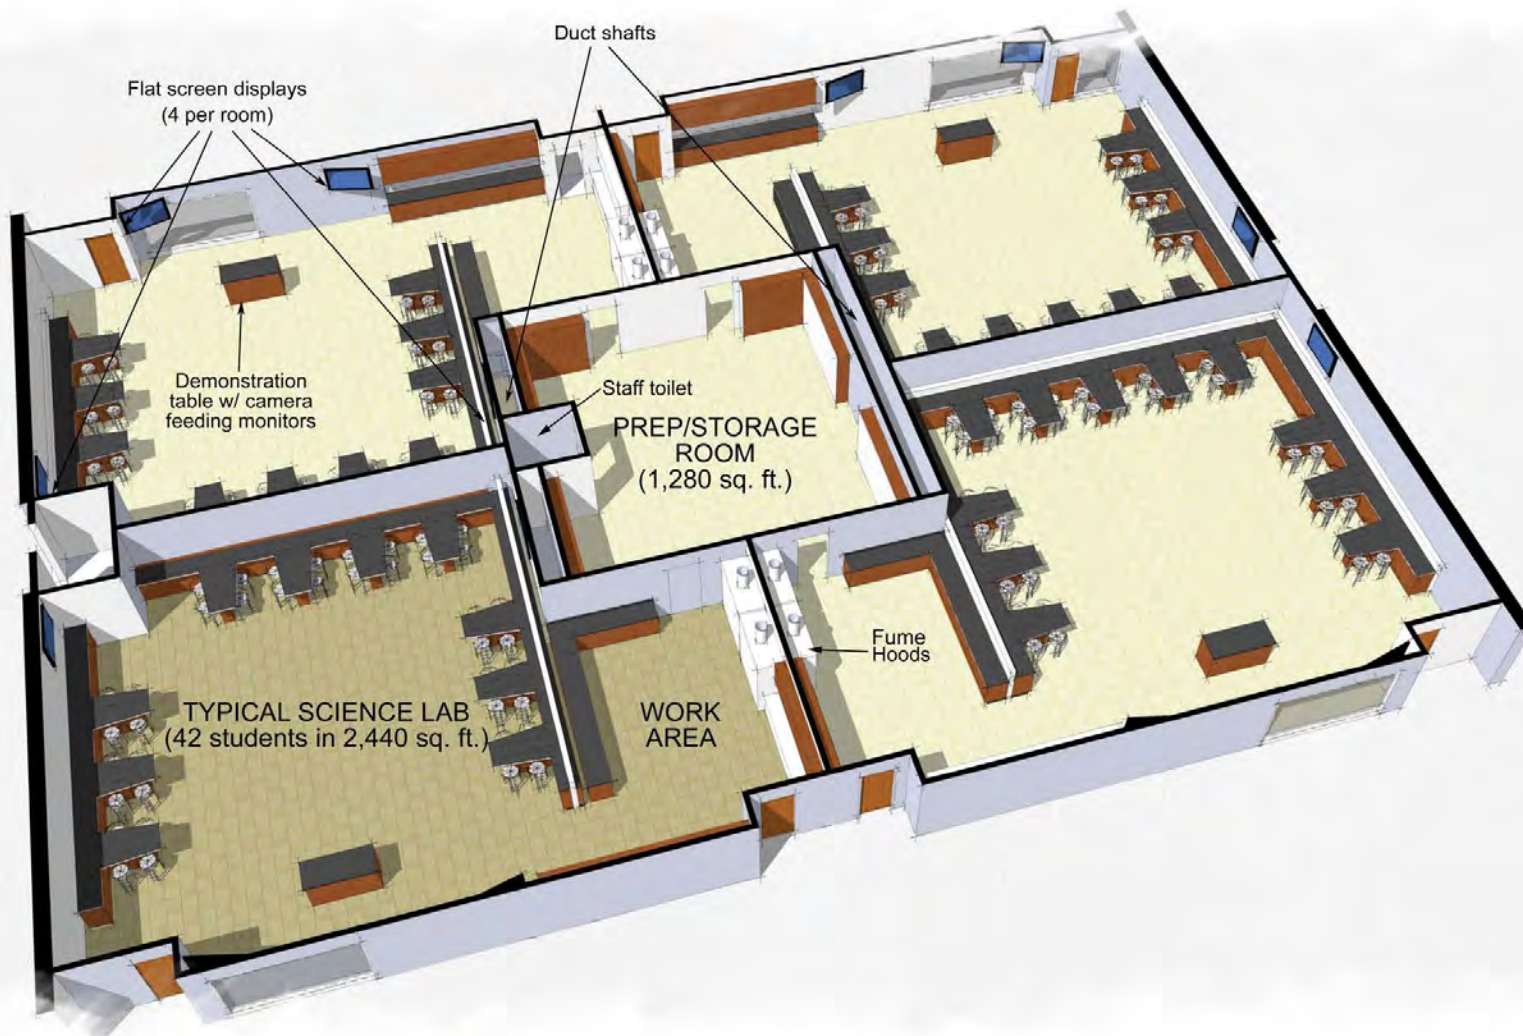 Duct shafts
Flat screen displays
(4 per room)
Demonstration
table w/ camera
feeding monitors
Staff toilet
PREP/STORAGE
ROOM
(1,280 sq. ft.)
Fume
Hoods
TYPICAL SCIENCE LAB
(42 students in 2,440 sq. ft.)
WORK
AREA